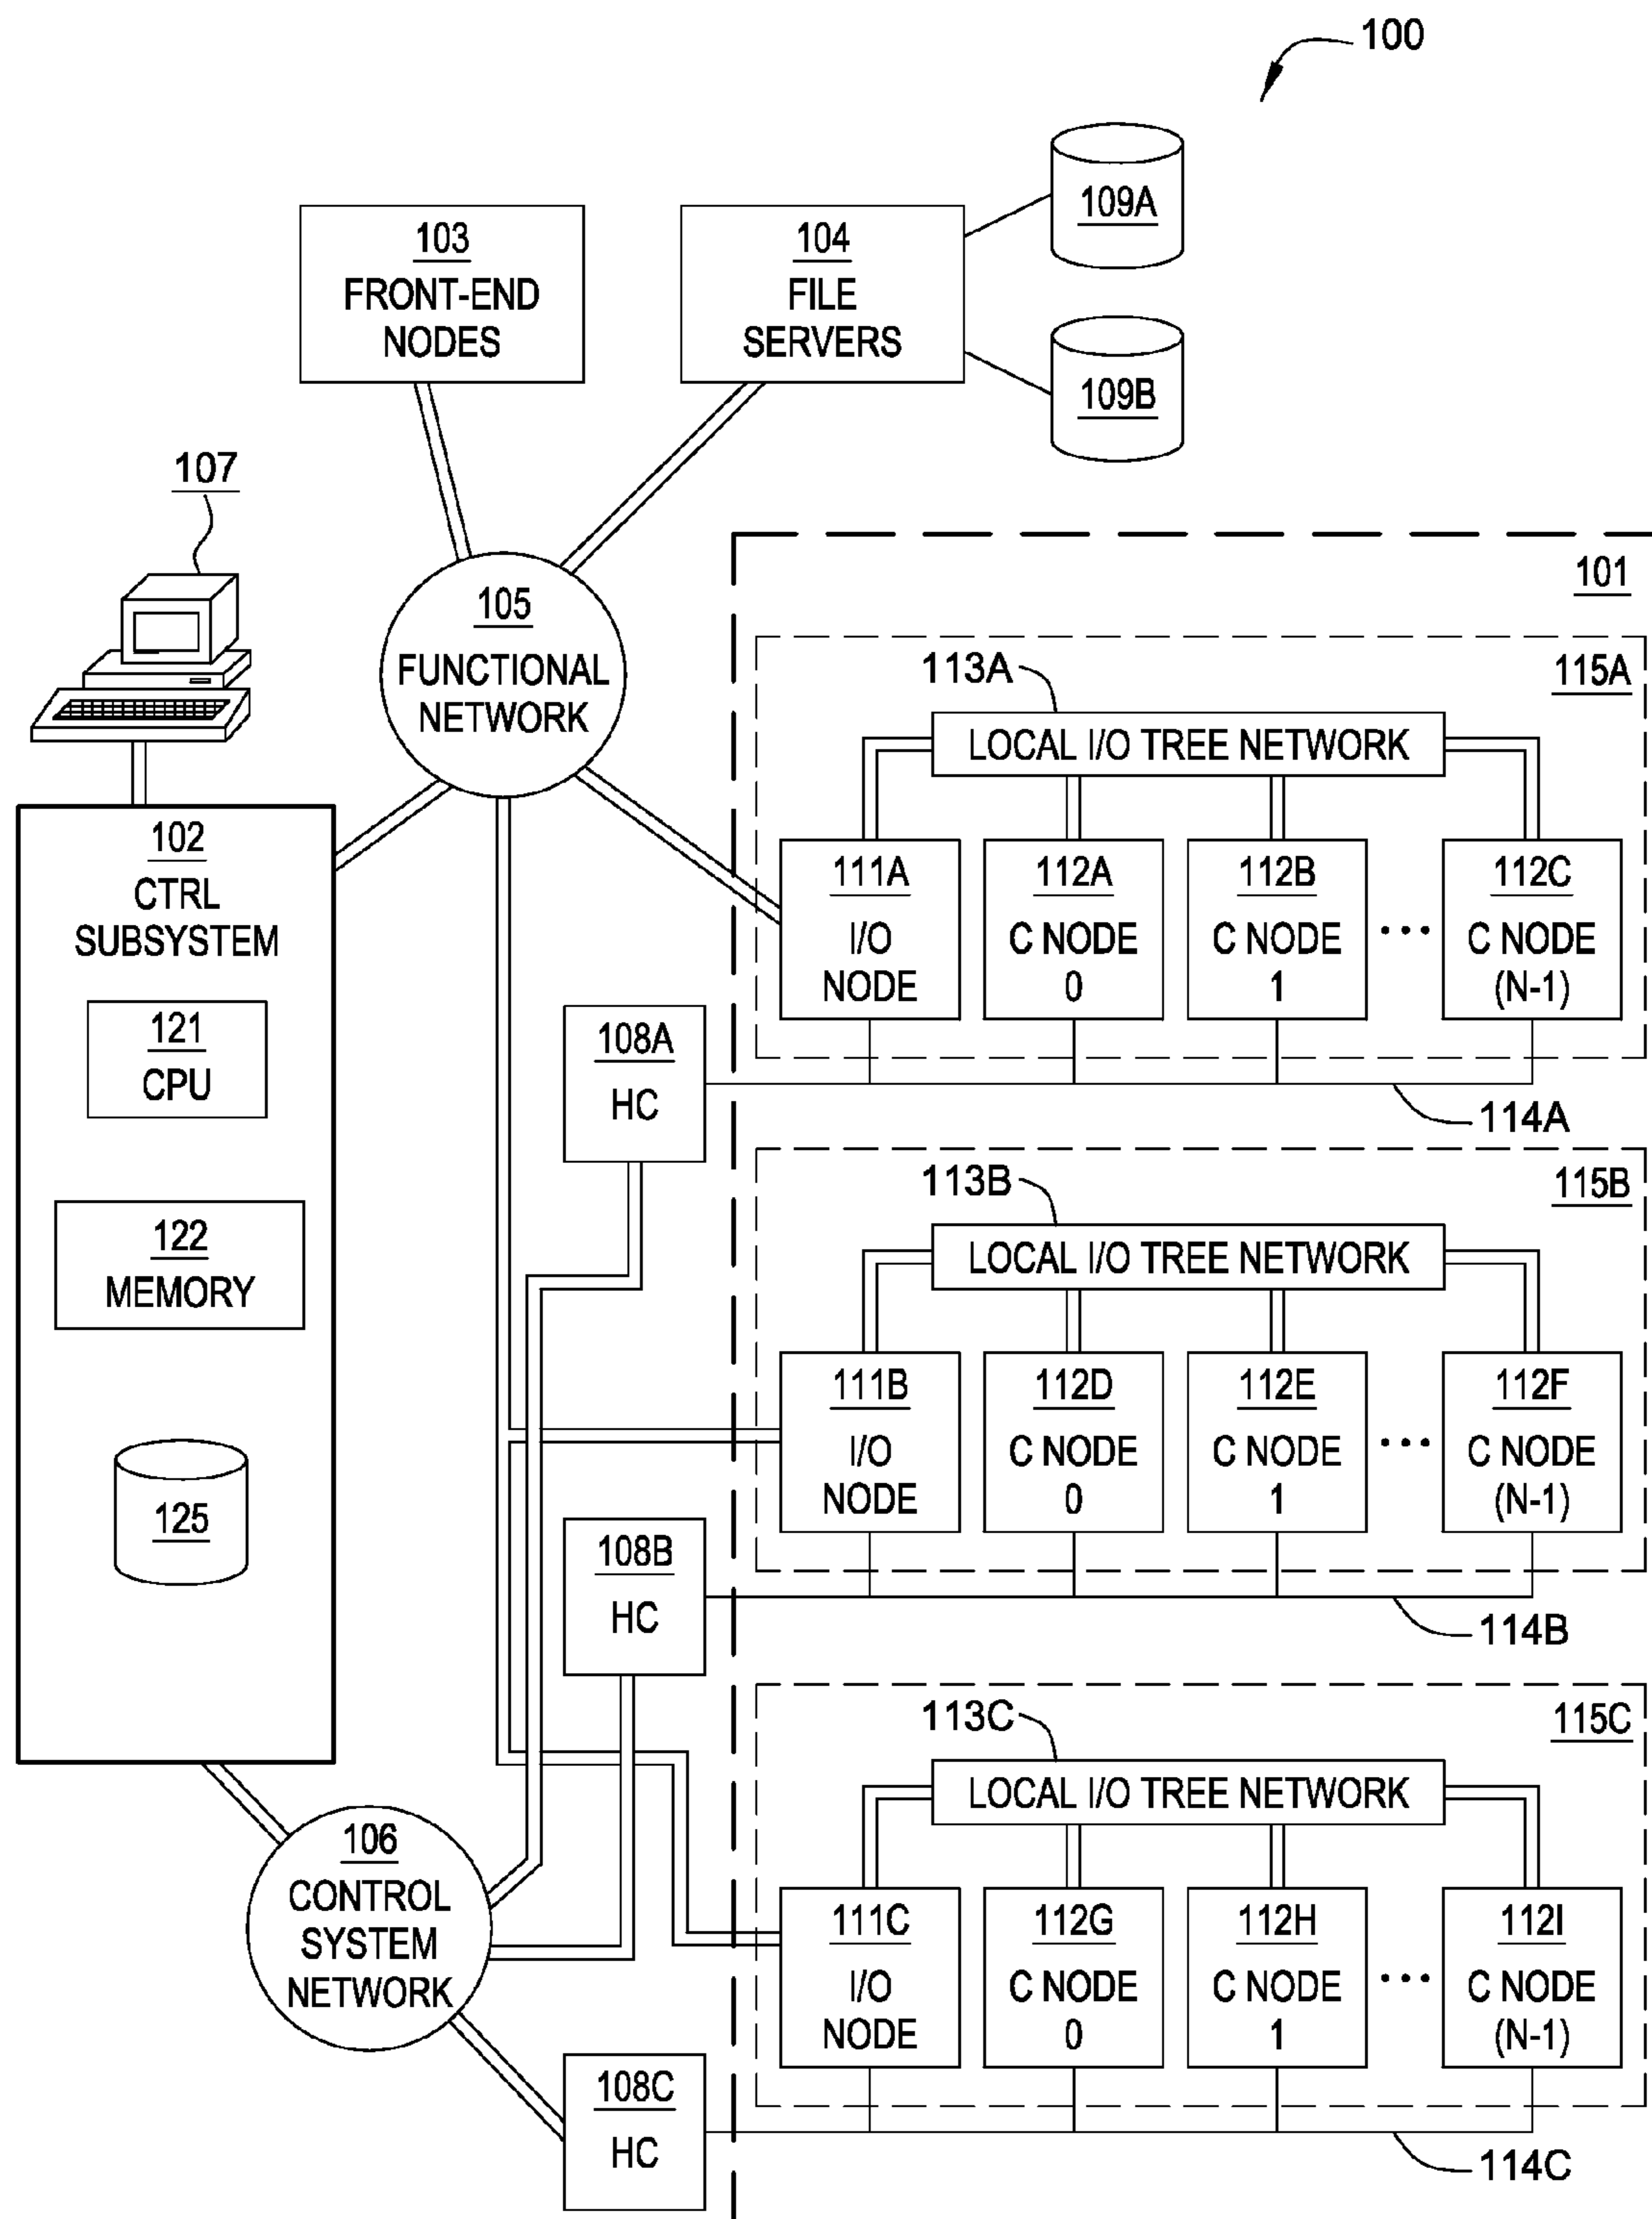 100
109A
103
FRONT-END
NODES
104
FILE
SERVERS
109B
107
105
FUNCTIONAL
NETWORK
101
115A
113A
LOCAL I/O TREE NETWORK
102
CTRL
SUBSYSTEM
111A
I/O
NODE
112A
C NODE
0
112B
C NODE
1
...
112C
C NODE
(N-1)
121
CPU
108A
HC
114A
115B
113B
LOCAL I/O TREE NETWORK
122
MEMORY
111B
I/O
NODE
112D
C NODE
0
112E
C NODE
1
...
112F
C NODE
(N-1)
125
108B
HC
114B
115C
113C
LOCAL I/O TREE NETWORK
106
CONTROL
SYSTEM
NETWORK
111C
I/O
NODE
112G
C NODE
0
112H
C NODE
1
...
112I
C NODE
(N-1)
108C
HC
114C